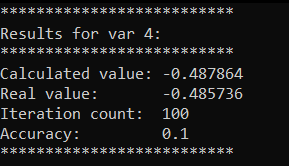 **************************
Results for var 4:
**************************
Calculated value: -0.487864
Real value:       -0.485736
Iteration count:  100
Accuracy:         0.1
**************************